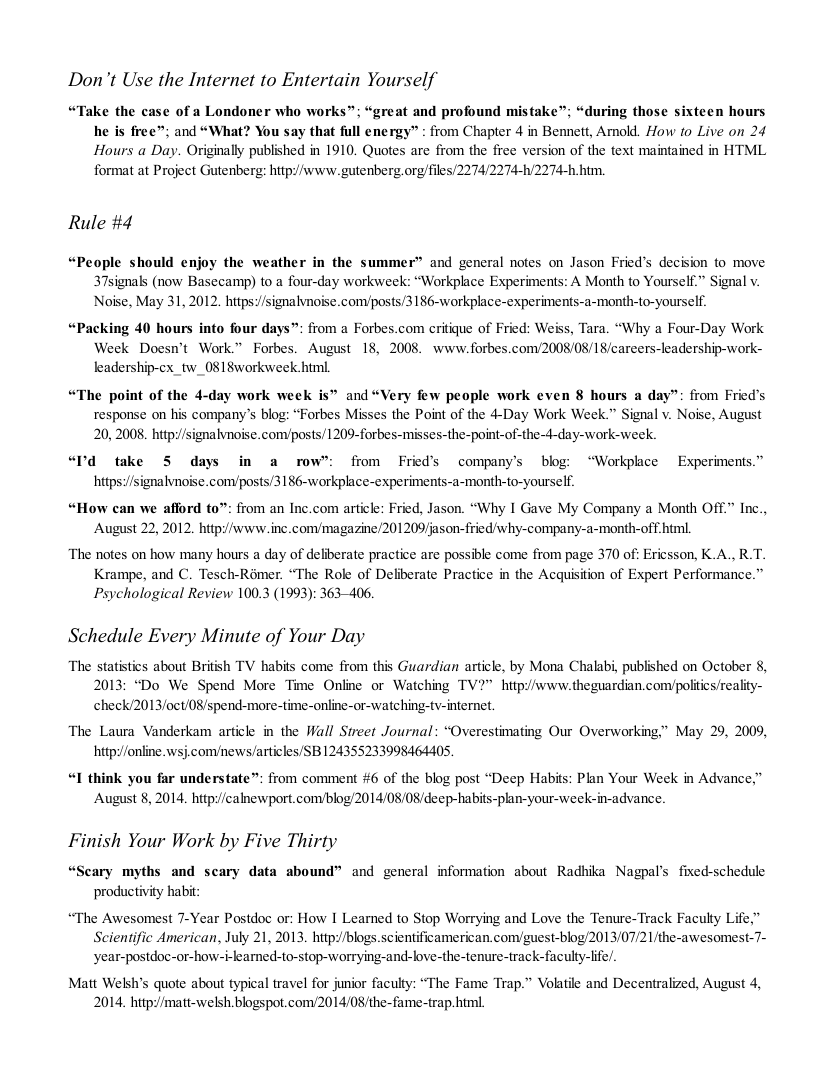 Don’t Use the Internet to Entertain Yourself
“Take the case of a Londoner who works”; “great and profound mistake”; “during those sixteen hours
he is free”; and “What? You say that full energy” : from Chapter 4 in Bennett, Arnold. How to Live on 24
Hours a Day. Originally published in 1910. Quotes are from the free version of the text maintained in HTML
format at Project Gutenberg: http://www.gutenberg.org/files/2274/2274-h/2274-h.htm.
Rule #4
“People should enjoy the weather in the summer” and general notes on Jason Fried’s decision to move
37signals (now Basecamp) to a four-day workweek: “Workplace Experiments: A Month to Yourself.” Signal v.
Noise, May 31, 2012. https://signalvnoise.com/posts/3186-workplace-experiments-a-month-to-yourself.
“Packing 40 hours into four days”: from a Forbes.com critique of Fried: Weiss, Tara. “Why a Four-Day Work
Week Doesn’t Work.” Forbes. August 18, 2008. www.forbes.com/2008/08/18/careers-leadership-work-
leadership-cx_tw_0818workweek.html.
“The point of the 4-day work week is” and “Very few people work even 8 hours a day”: from Fried’s
response on his company’s blog: “Forbes Misses the Point of the 4-Day Work Week.” Signal v. Noise, August
20, 2008. http://signalvnoise.com/posts/1209-forbes-misses-the-point-of-the-4-day-work-week.
“I’d take 5 days in a row”: from Fried’s company’s blog: “Workplace Experiments.”
https://signalvnoise.com/posts/3186-workplace-experiments-a-month-to-yourself.
“How can we afford to”: from an Inc.com article: Fried, Jason. “Why I Gave My Company a Month Off.” Inc.,
August 22, 2012. http://www.inc.com/magazine/201209/jason-fried/why-company-a-month-off.html.
The notes on how many hours a day of deliberate practice are possible come from page 370 of: Ericsson, K.A., R.T.
Krampe, and C. Tesch-Römer. “The Role of Deliberate Practice in the Acquisition of Expert Performance.”
Psychological Review 100.3 (1993): 363–406.
Schedule Every Minute of Your Day
The statistics about British TV habits come from this Guardian article, by Mona Chalabi, published on October 8,
2013: “Do We Spend More Time Online or Watching TV?” http://www.theguardian.com/politics/reality-
check/2013/oct/08/spend-more-time-online-or-watching-tv-internet.
The Laura Vanderkam article in the Wall Street Journal: “Overestimating Our Overworking,” May 29, 2009,
http://online.wsj.com/news/articles/SB124355233998464405.
“I think you far understate”: from comment #6 of the blog post “Deep Habits: Plan Your Week in Advance,”
August 8, 2014. http://calnewport.com/blog/2014/08/08/deep-habits-plan-your-week-in-advance.
Finish Your Work by Five Thirty
“Scary myths and scary data abound” and general information about Radhika Nagpal’s fixed-schedule
productivity habit:
“The Awesomest 7-Year Postdoc or: How I Learned to Stop Worrying and Love the Tenure-Track Faculty Life,”
Scientific American, July 21, 2013. http://blogs.scientificamerican.com/guest-blog/2013/07/21/the-awesomest-7-
year-postdoc-or-how-i-learned-to-stop-worrying-and-love-the-tenure-track-faculty-life/.
Matt Welsh’s quote about typical travel for junior faculty: “The Fame Trap.” Volatile and Decentralized, August 4,
2014. http://matt-welsh.blogspot.com/2014/08/the-fame-trap.html.